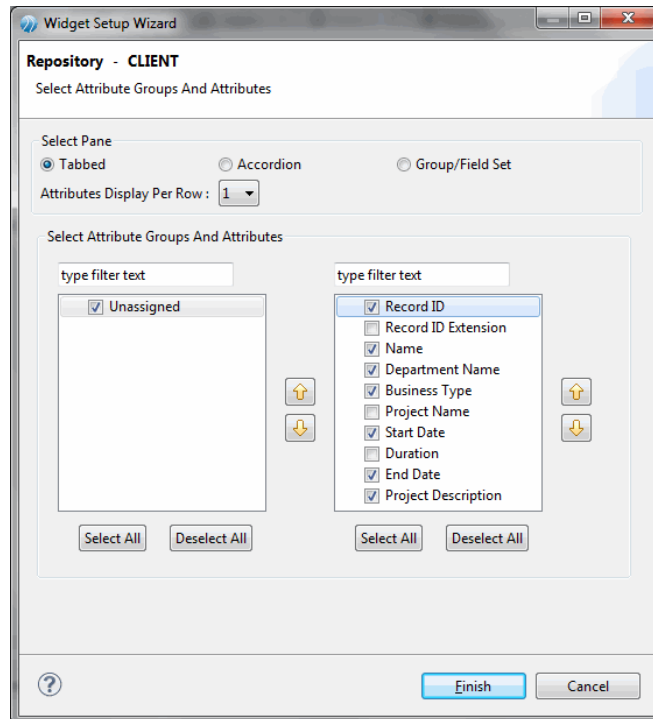 Widget Setup Wizard
Repository - CLIENT
Select Attribute Groups And Attributes
Select Pane
Tabbed Accordion Group/Field Set
Attributes Display Per Row : 1
Select Attribute Groups And Attributes
type filter text type filter text
Unassigned Record ID
Record ID Extension
Name
Department Name
Business Type
Project Name
Start Date
Duration
End Date
Project Description
Select All Deselect All Select All Deselect All
? Finish Cancel